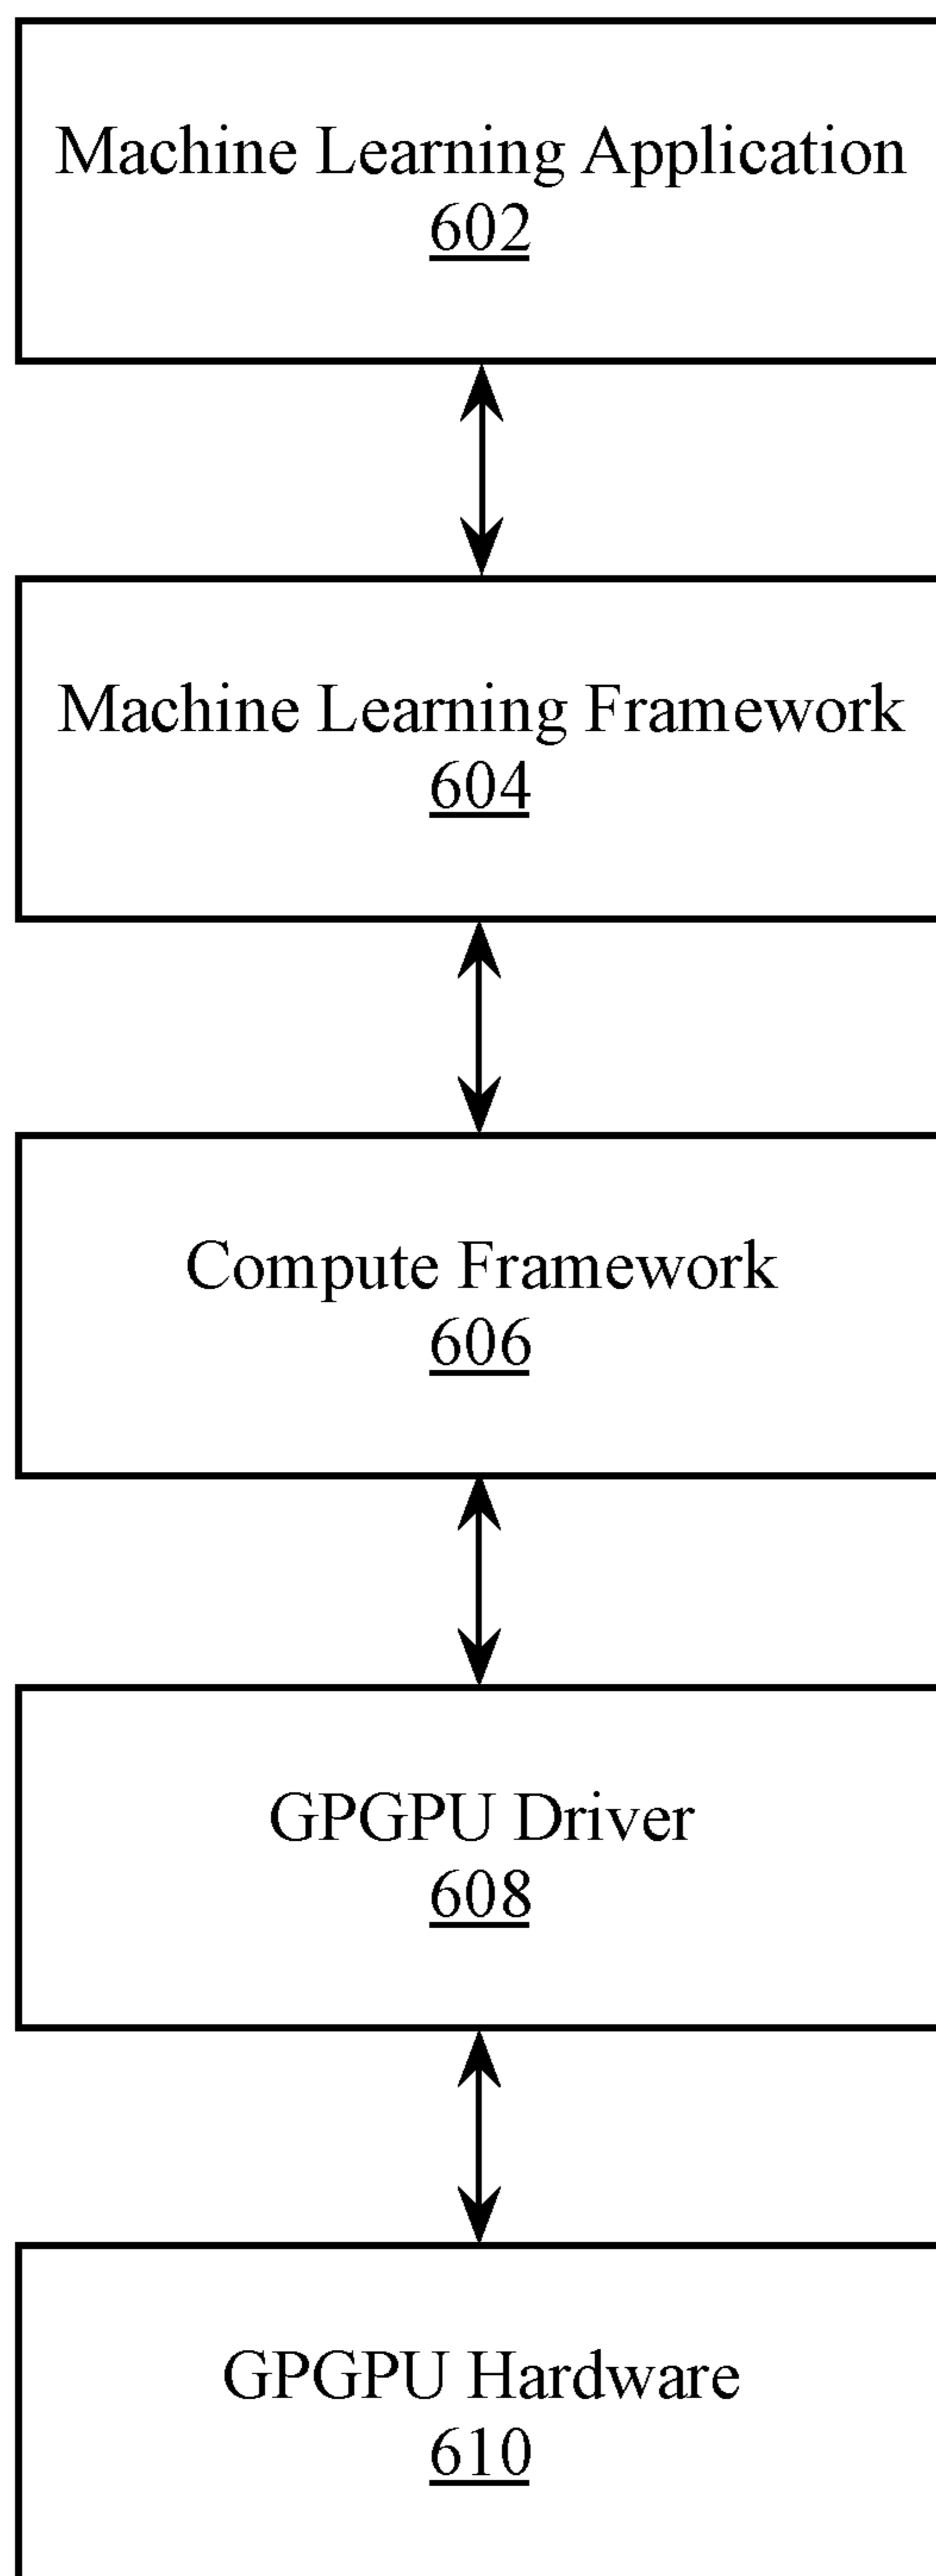 Machine Learning Application
602
Machine Learning Framework
604
Compute Framework
606
GPGPU Driver
608
GPGPU Hardware
610